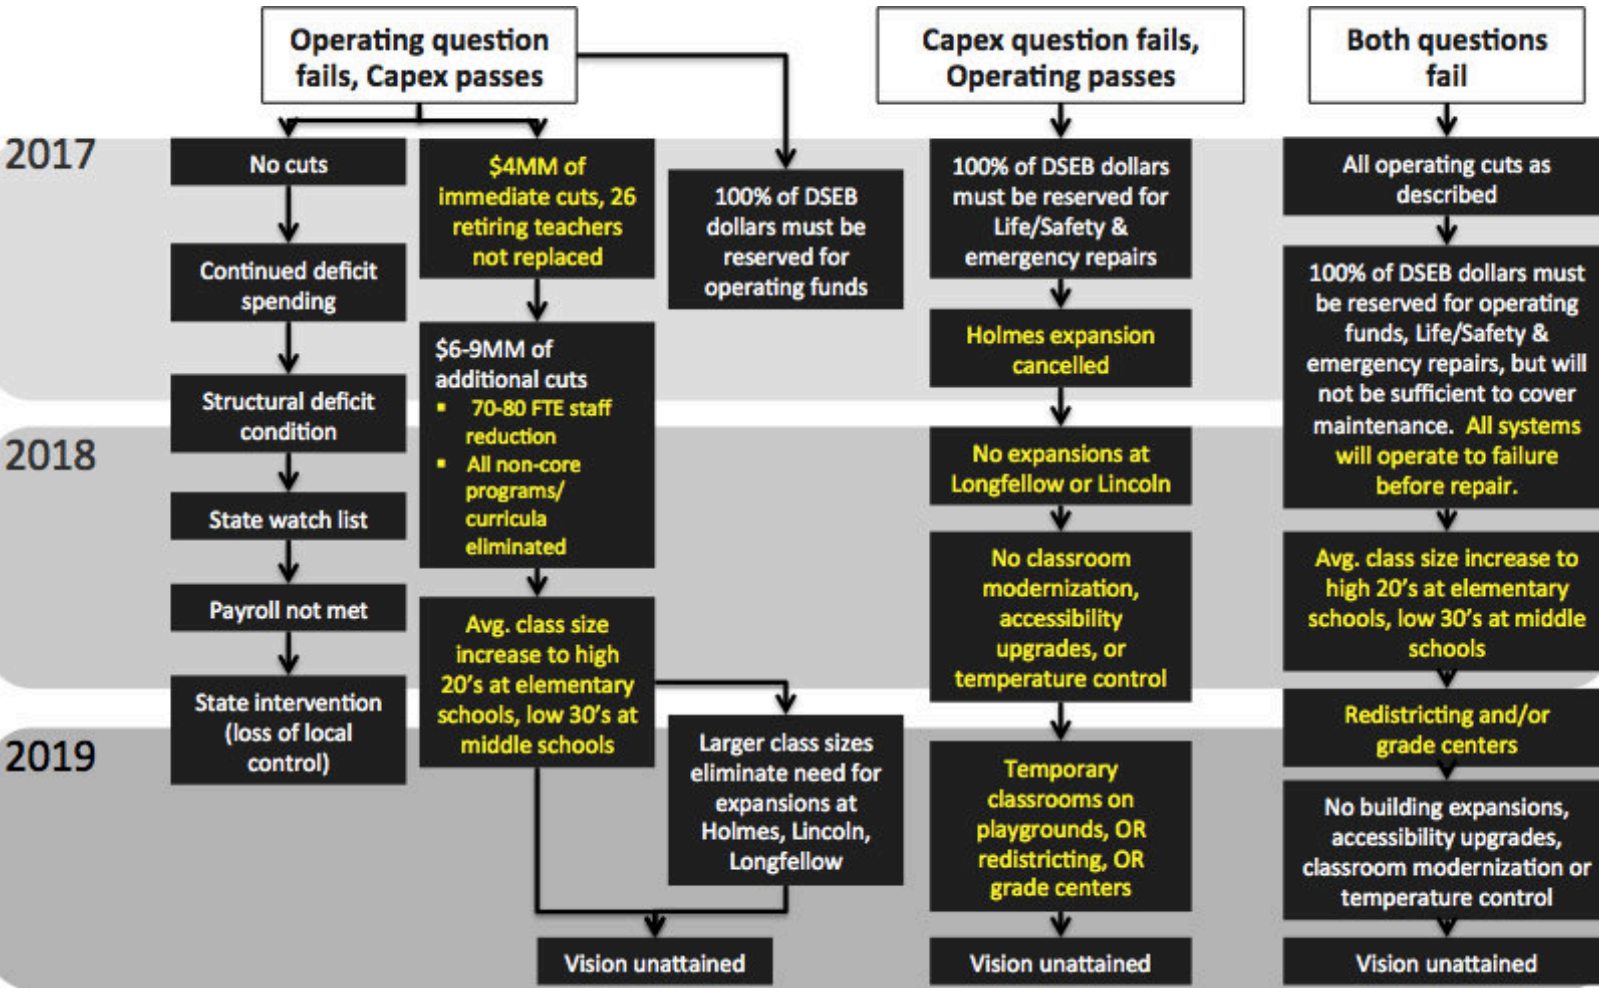 Operating question
fails, Capex passes
Capex question fails,
Operating passes
Both questions
fail
2017
2018
2019
No cuts
Continued deficit
spending
Structural deficit
condition
State watch list
Payroll not met
State intervention
(loss of local
control)
$4MM of
immediate cuts, 26
retiring teachers
not replaced
$6-9MM of
additional cuts
▪ 70-80 FTE staff
reduction
▪ All non-core
programs/
curricula
eliminated
Avg. class size
increase to high
20's at elementary
schools, low 30's at
middle schools
100% of DSEB
dollars must be
reserved for
operating funds
Larger class sizes
eliminate need for
expansions at
Holmes, Lincoln,
Longfellow
Vision unattained
100% of DSEB dollars
must be reserved for
Life/Safety &
emergency repairs
Holmes expansion
cancelled
No expansions at
Longfellow or Lincoln
No classroom
modernization,
accessibility
upgrades, or
temperature control
Temporary
classrooms on
playgrounds, OR
redistricting, OR
grade centers
Vision unattained
All operating cuts as
described
100% of DSEB dollars must
be reserved for operating
funds, Life/Safety &
emergency repairs, but will
not be sufficient to cover
maintenance. All systems
will operate to failure
before repair.
Avg. class size increase to
high 20's at elementary
schools, low 30's at middle
schools
Redistricting and/or
grade centers
No building expansions,
accessibility upgrades,
classroom modernization or
temperature control
Vision unattained